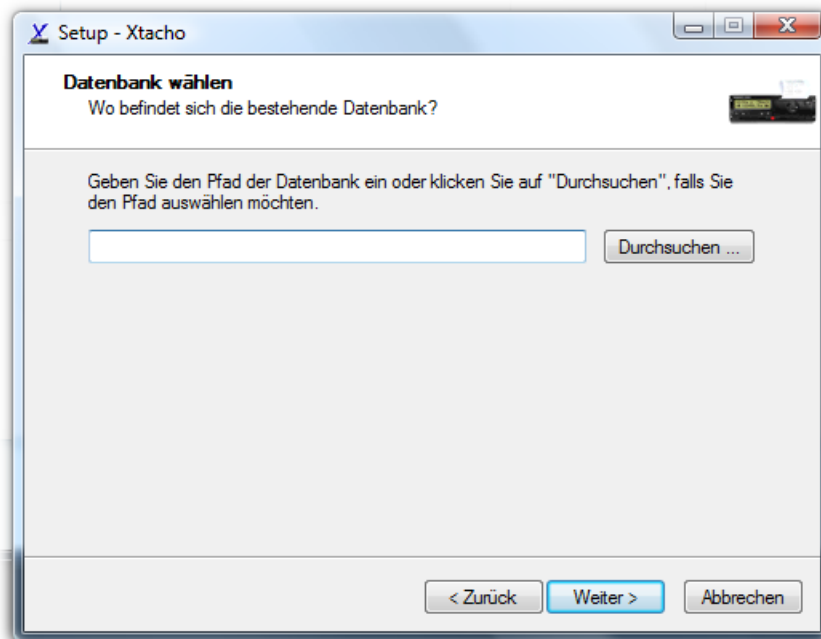 Setup - Xtacho
Datenbank wählen
Wo befindet sich die bestehende Datenbank?
Geben Sie den Pfad der Datenbank ein oder klicken Sie auf "Durchsuchen", falls Sie
den Pfad auswählen möchten.
Durchsuchen ...
< Zurück
Weiter >
Abbrechen